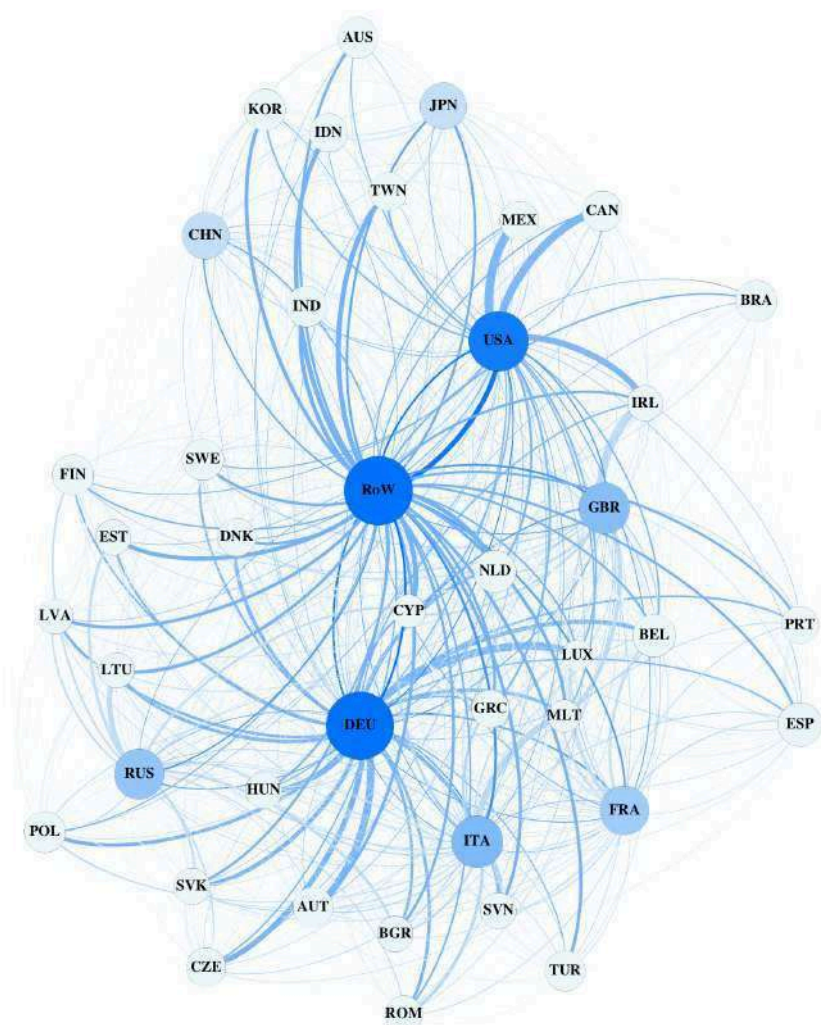 AUS
JPN
KOR
IDN
TWN
CAN
MEX
CHN
BRA
IND
USA
IRL
SWE
FIN
RoW
GBR
EST
DNK
NLD
CYP
LVA
PRT
BEL
LUX
LTU
GRC
MLT
ESP
DEU
RUS
HUN
FRA
POL
ITA
SVK
AUT
SVN
BGR
CZE
TUR
ROM